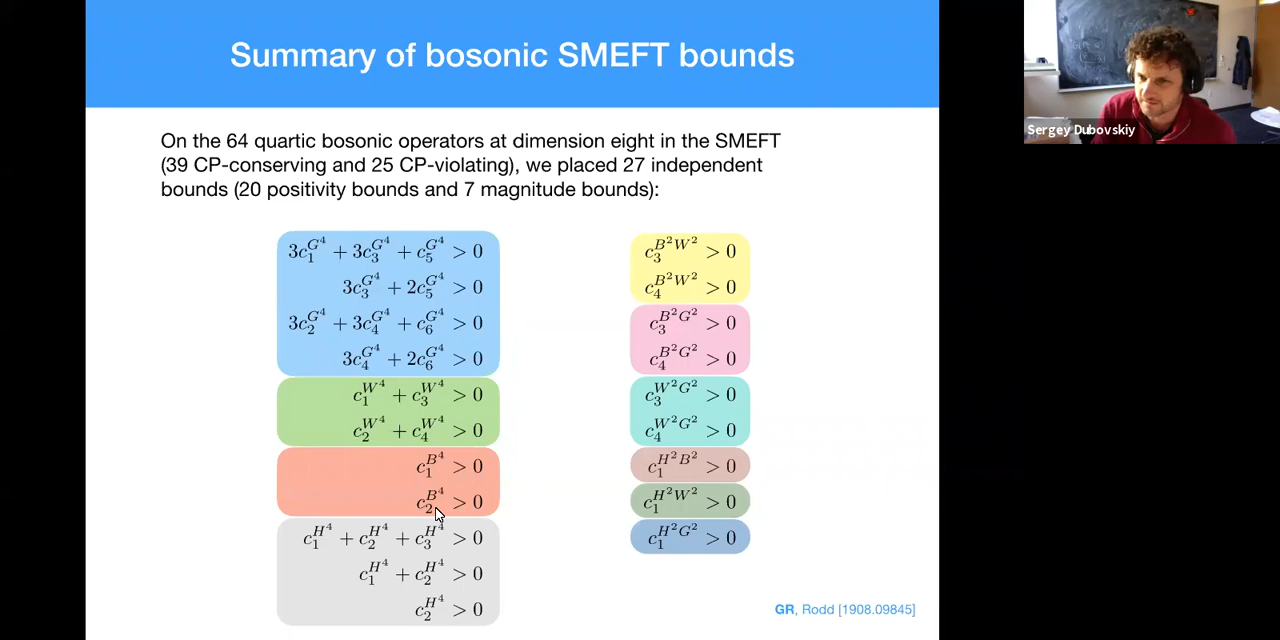 Summary of bosonic SMEFT bounds
Sergey Dubovskiy
On the 64 quartic bosonic operators at dimension eight in the SMEFT
(39 CP-conserving and 25 CP-violating), we placed 27 independent
bounds (20 positivity bounds and 7 magnitude bounds):
3c_1^{G^4} + 3c_3^{G^4} + c_5^{G^4} > 0
3c_3^{G^4} + 2c_5^{G^4} > 0
3c_2^{G^4} + 3c_4^{G^4} + c_6^{G^4} > 0
3c_4^{G^4} + 2c_6^{G^4} > 0
c_1^{W^4} + c_3^{W^4} > 0
c_2^{W^4} + c_4^{W^4} > 0
c_1^{B^4} > 0
c_2^{B^4} > 0
c_1^{H^4} + c_2^{H^4} + c_3^{H^4} > 0
c_1^{H^4} + c_2^{H^4} > 0
c_2^{H^4} > 0
c_3^{B^2W^2} > 0
c_4^{B^2W^2} > 0
c_3^{B^2G^2} > 0
c_4^{B^2G^2} > 0
c_3^{W^2G^2} > 0
c_4^{W^2G^2} > 0
c_1^{H^2B^2} > 0
c_1^{H^2W^2} > 0
c_1^{H^2G^2} > 0
GR, Rodd [1908.09845]